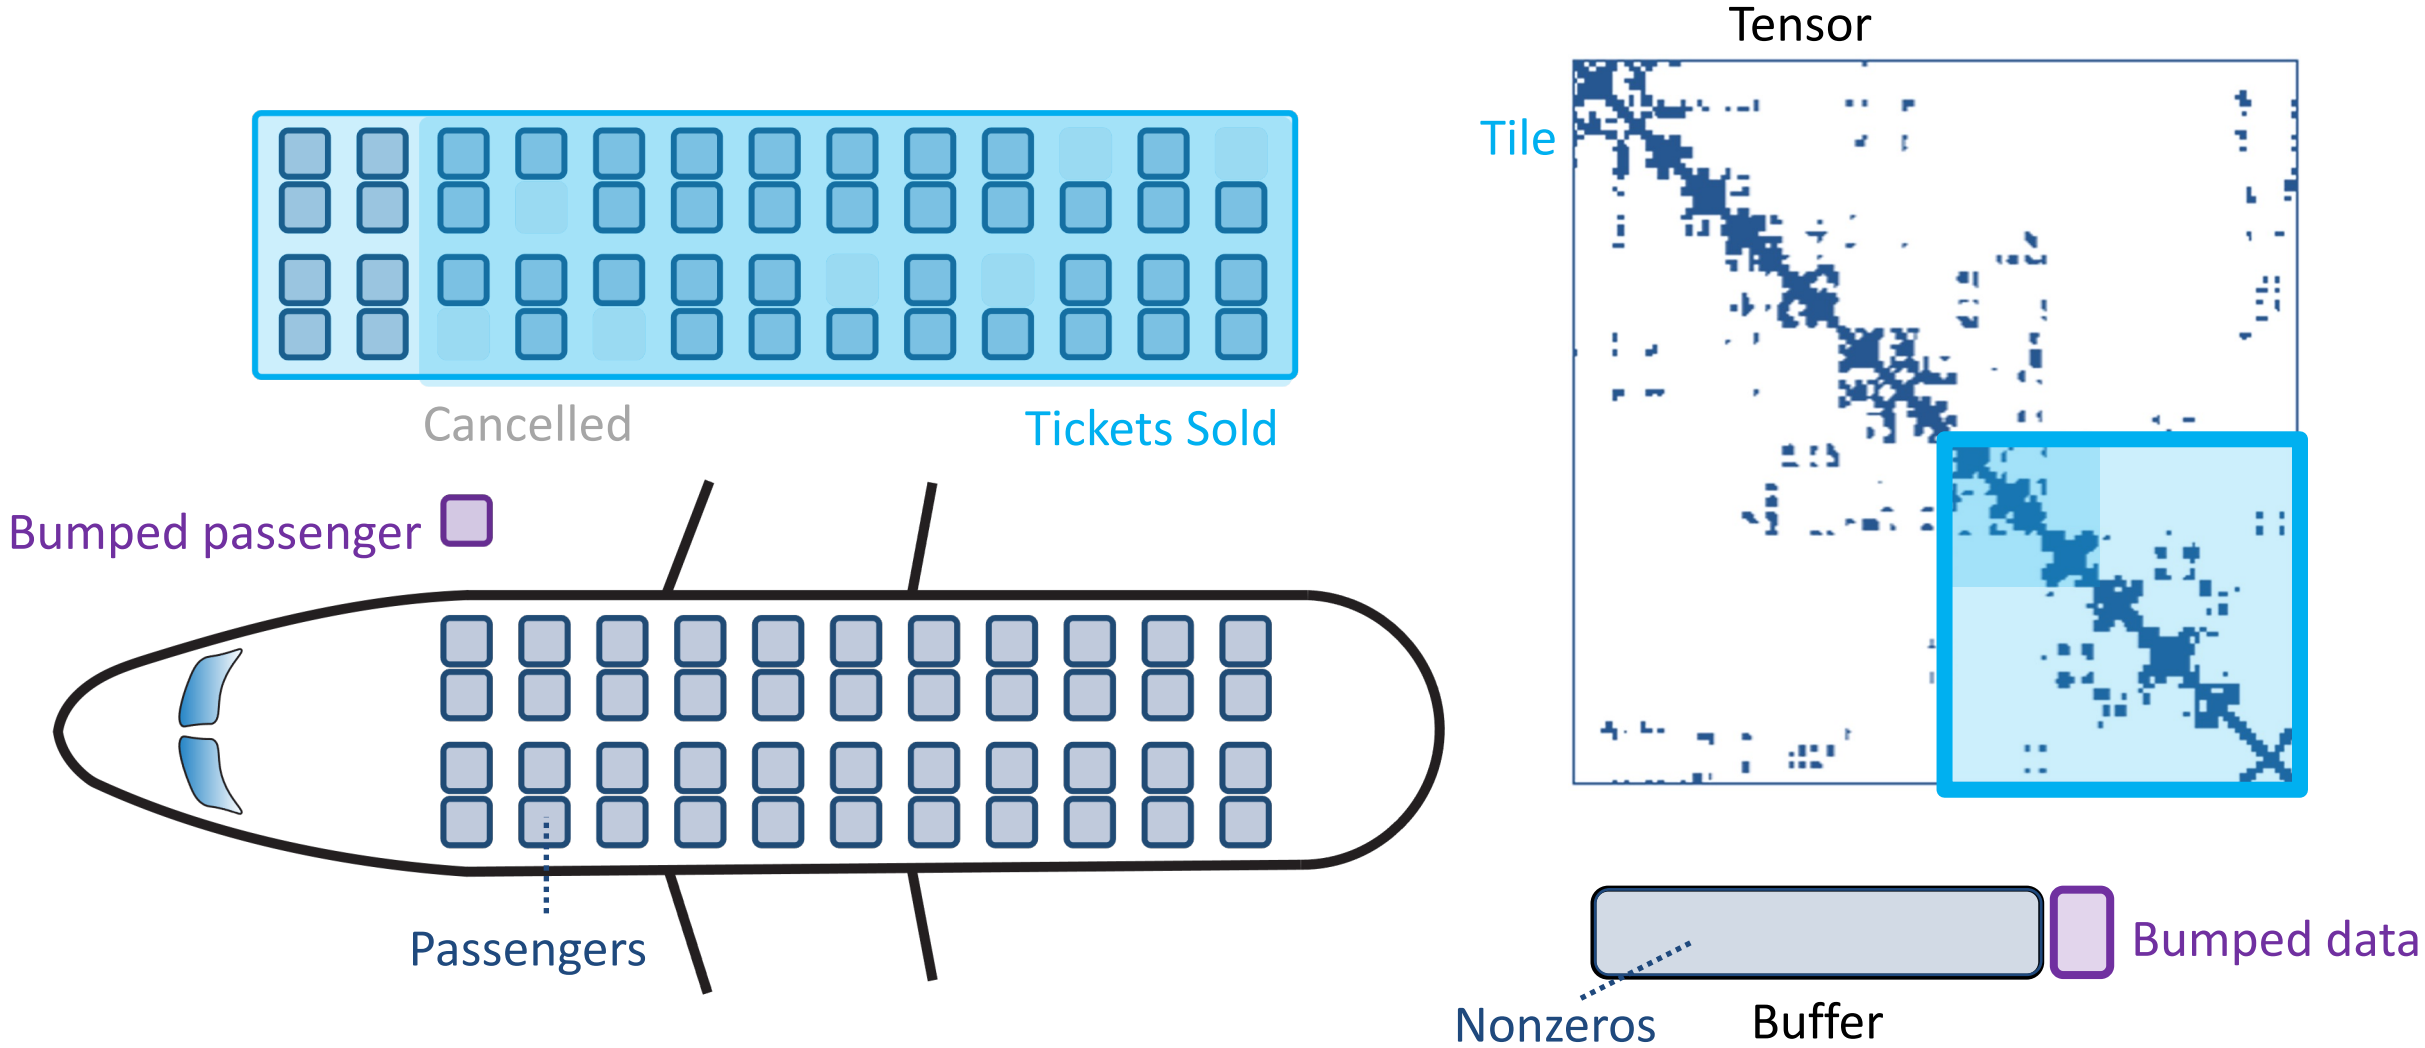 Tensor
Tile
Cancelled
Tickets Sold
Bumped passenger
Passengers
Bumped data
Nonzeros
Buffer